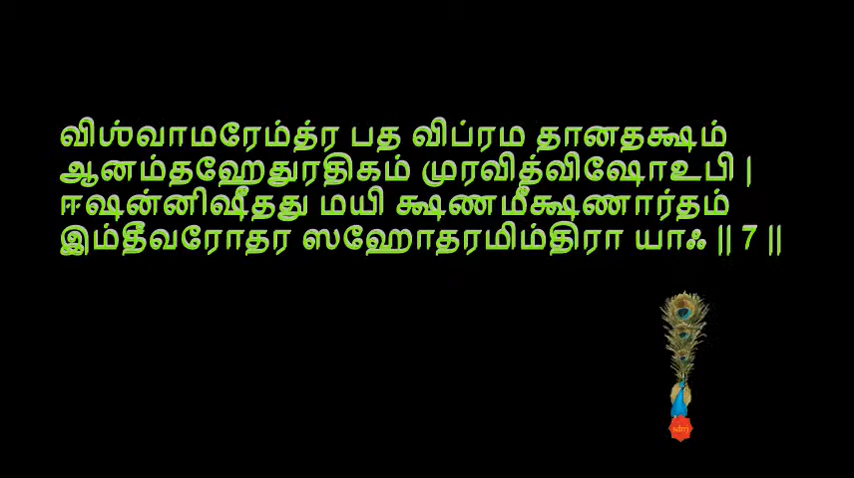 விஶ்வாமரேம்த்ர பத விப்ரம தானதக்ஷம்
ஆனம்தஹேதுரதிகம் முரவித்விஷோஉபி |
ஈஷன்னிஷீதது மயி க்ஷணமீக்ஷணார்தம்
இம்தீவரோதர ஸஹோதரமிம்திரா யாஃ || 7 ||